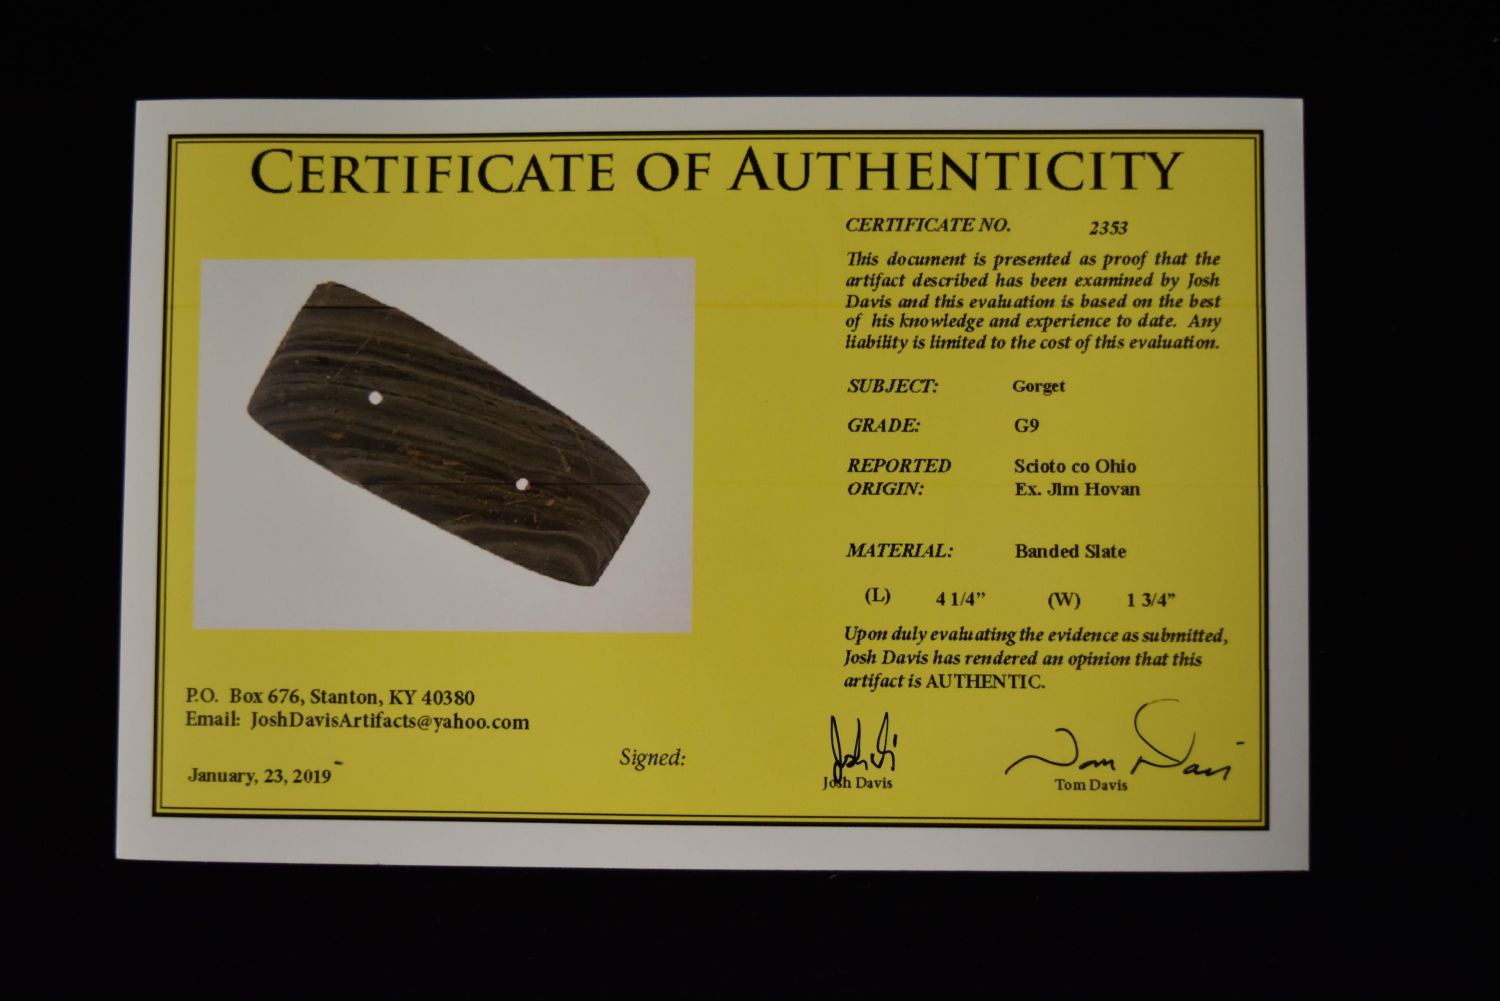 CERTIFICATE OF AUTHENTICITY
CERTIFICATE NO. 2353
This document is presented as proof that the
artifact described has been examined by Josh
Davis and this evaluation is based on the best
of his knowledge and experience to date. Any
liability is limited to the cost of this evaluation.
SUBJECT: Gorget
GRADE: G9
REPORTED Scioto co Ohio
ORIGIN: Ex. JIm Hovan
MATERIAL: Banded Slate
(L) 4 1/4” (W) 1 3/4”
Upon duly evaluating the evidence as submitted,
Josh Davis has rendered an opinion that this
artifact is AUTHENTIC.
P.O. Box 676, Stanton, KY 40380
Email: JoshDavisArtifacts@yahoo.com
January, 23, 2019
Signed:
Josh Davis
Tom Davis